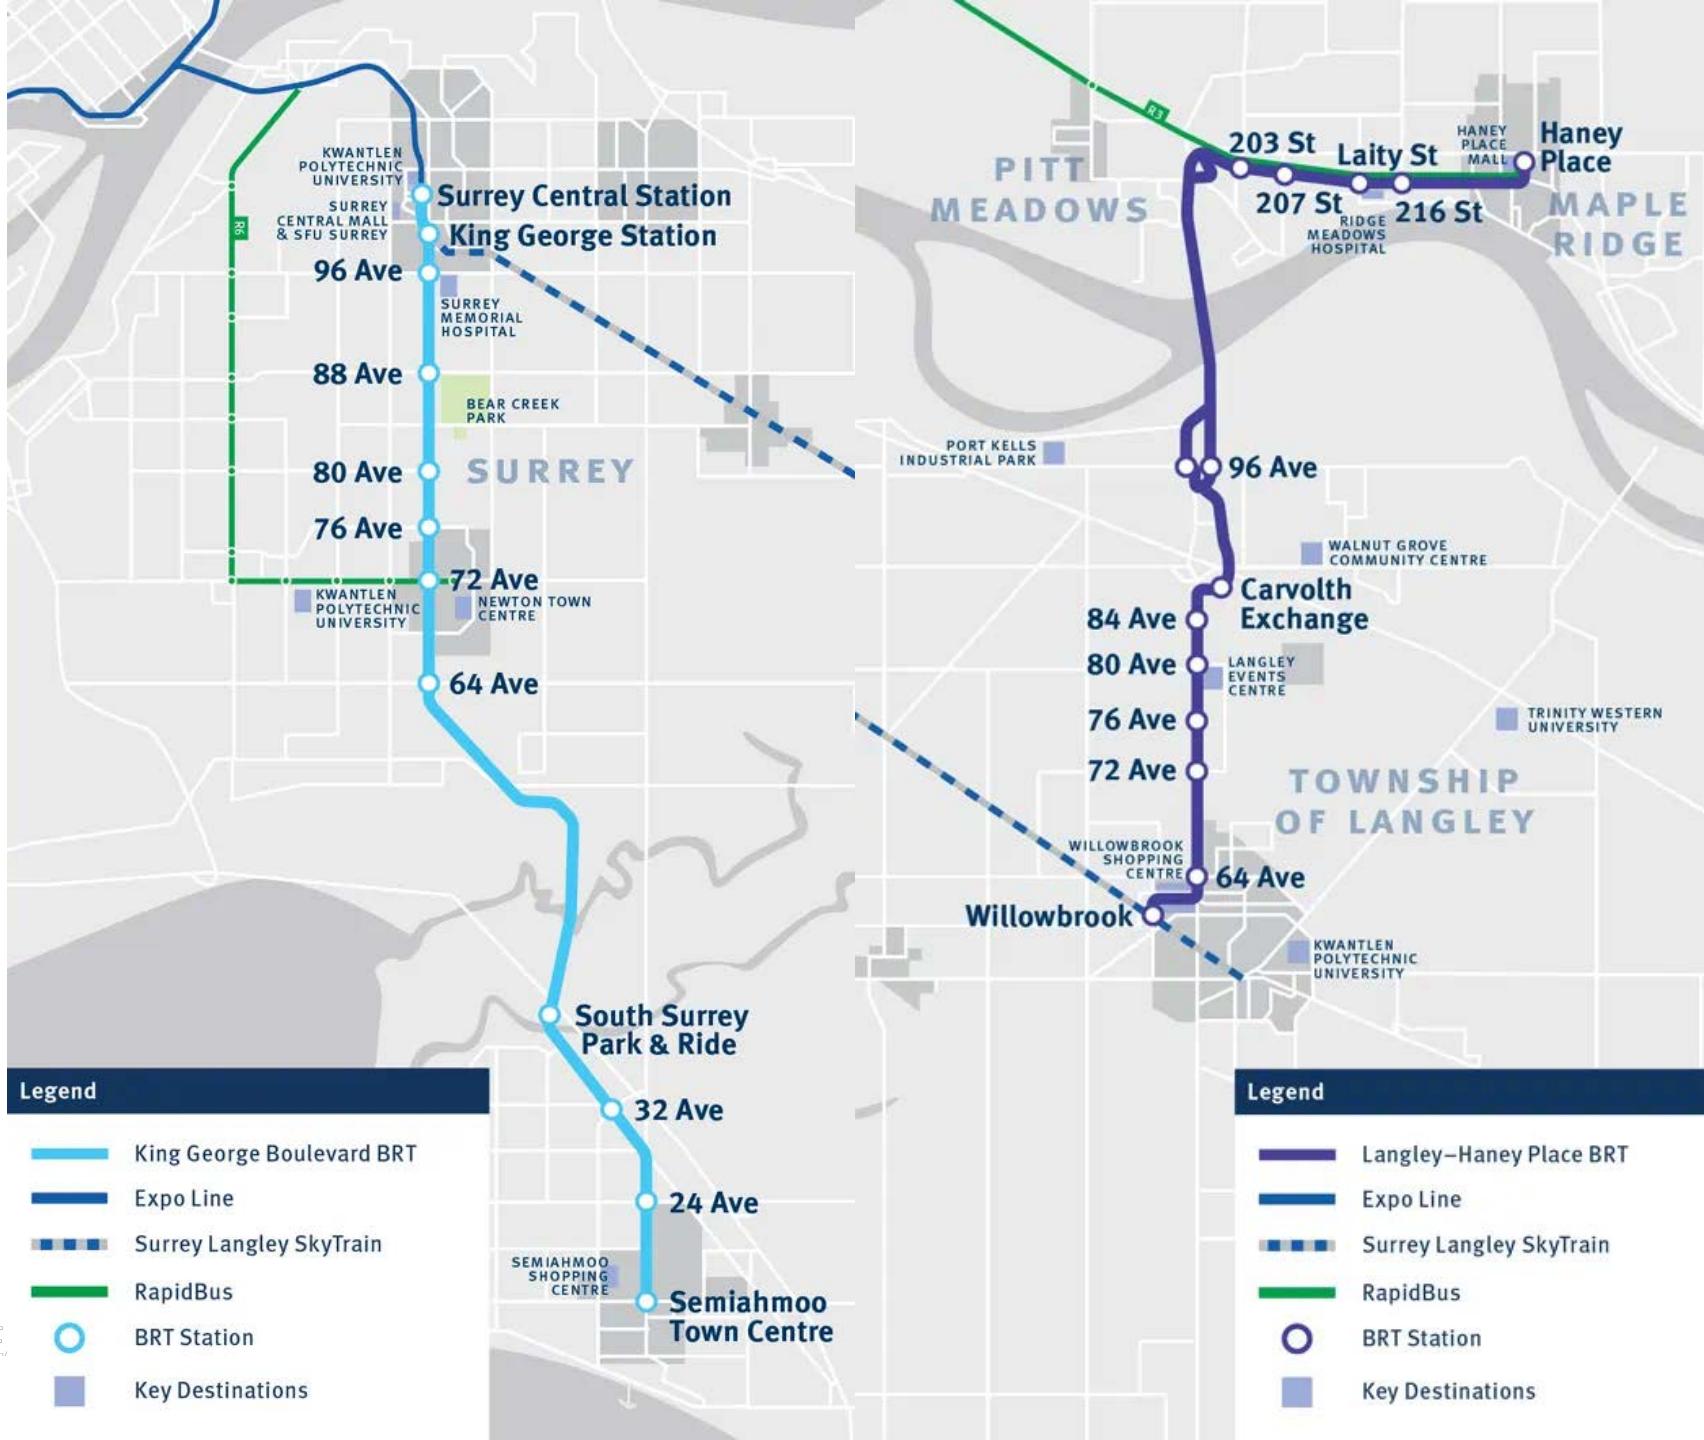 KWANTLEN
POLYTECHNIC
UNIVERSITY
Surrey Central Station
SURREY
CENTRAL MALL
& SFU SURREY
R6
King George Station
96 Ave
SURREY
MEMORIAL
HOSPITAL
88 Ave
BEAR CREEK
PARK
80 Ave
SURREY
76 Ave
72 Ave
KWANTLEN
POLYTECHNIC
UNIVERSITY
NEWTON TOWN
CENTRE
64 Ave
South Surrey
Park & Ride
32 Ave
24 Ave
SEMIAHMOO
SHOPPING
CENTRE
Semiahmoo
Town Centre
Legend
King George Boulevard BRT
Expo Line
Surrey Langley SkyTrain
RapidBus
BRT Station
Key Destinations
R3
PITT
MEADOWS
203 St
Laity St
HANEY
PLACE
MALL
Haney
Place
207 St
216 St
RIDGE
MEADOWS
HOSPITAL
MAPLE
RIDGE
PORT KELLS
INDUSTRIAL PARK
96 Ave
WALNUT GROVE
COMMUNITY CENTRE
Carvolth
Exchange
84 Ave
80 Ave
LANGLEY
EVENTS
CENTRE
76 Ave
TRINITY WESTERN
UNIVERSITY
72 Ave
TOWNSHIP
OF LANGLEY
WILLOWBROOK
SHOPPING
CENTRE
64 Ave
Willowbrook
KWANTLEN
POLYTECHNIC
UNIVERSITY
Legend
Langley–Haney Place BRT
Expo Line
Surrey Langley SkyTrain
RapidBus
BRT Station
Key Destinations